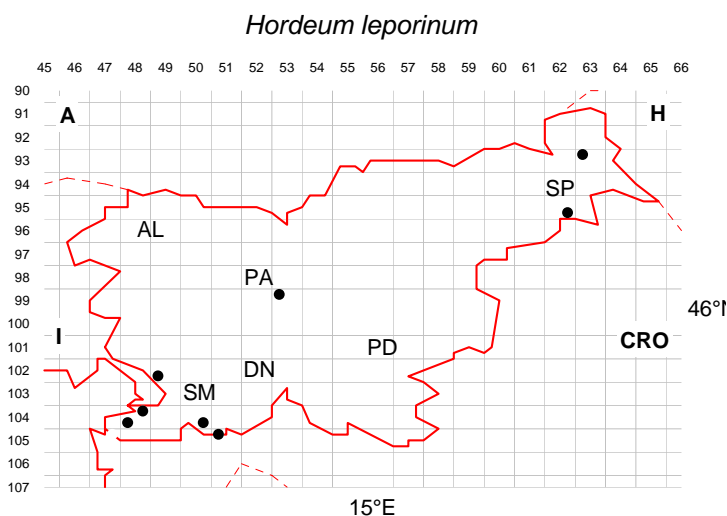 Hordeum leporinum
45 46 47 48 49 50 51 52 53 54 55 56 57 58 59 60 61 62 63 64 65 66
90
91
A H
92
93
94
SP
95
96
AL
97
98
PA
99
46°N
100
I CRO
101
PD
102
DN
103
SM
104
105
106
107
15°E